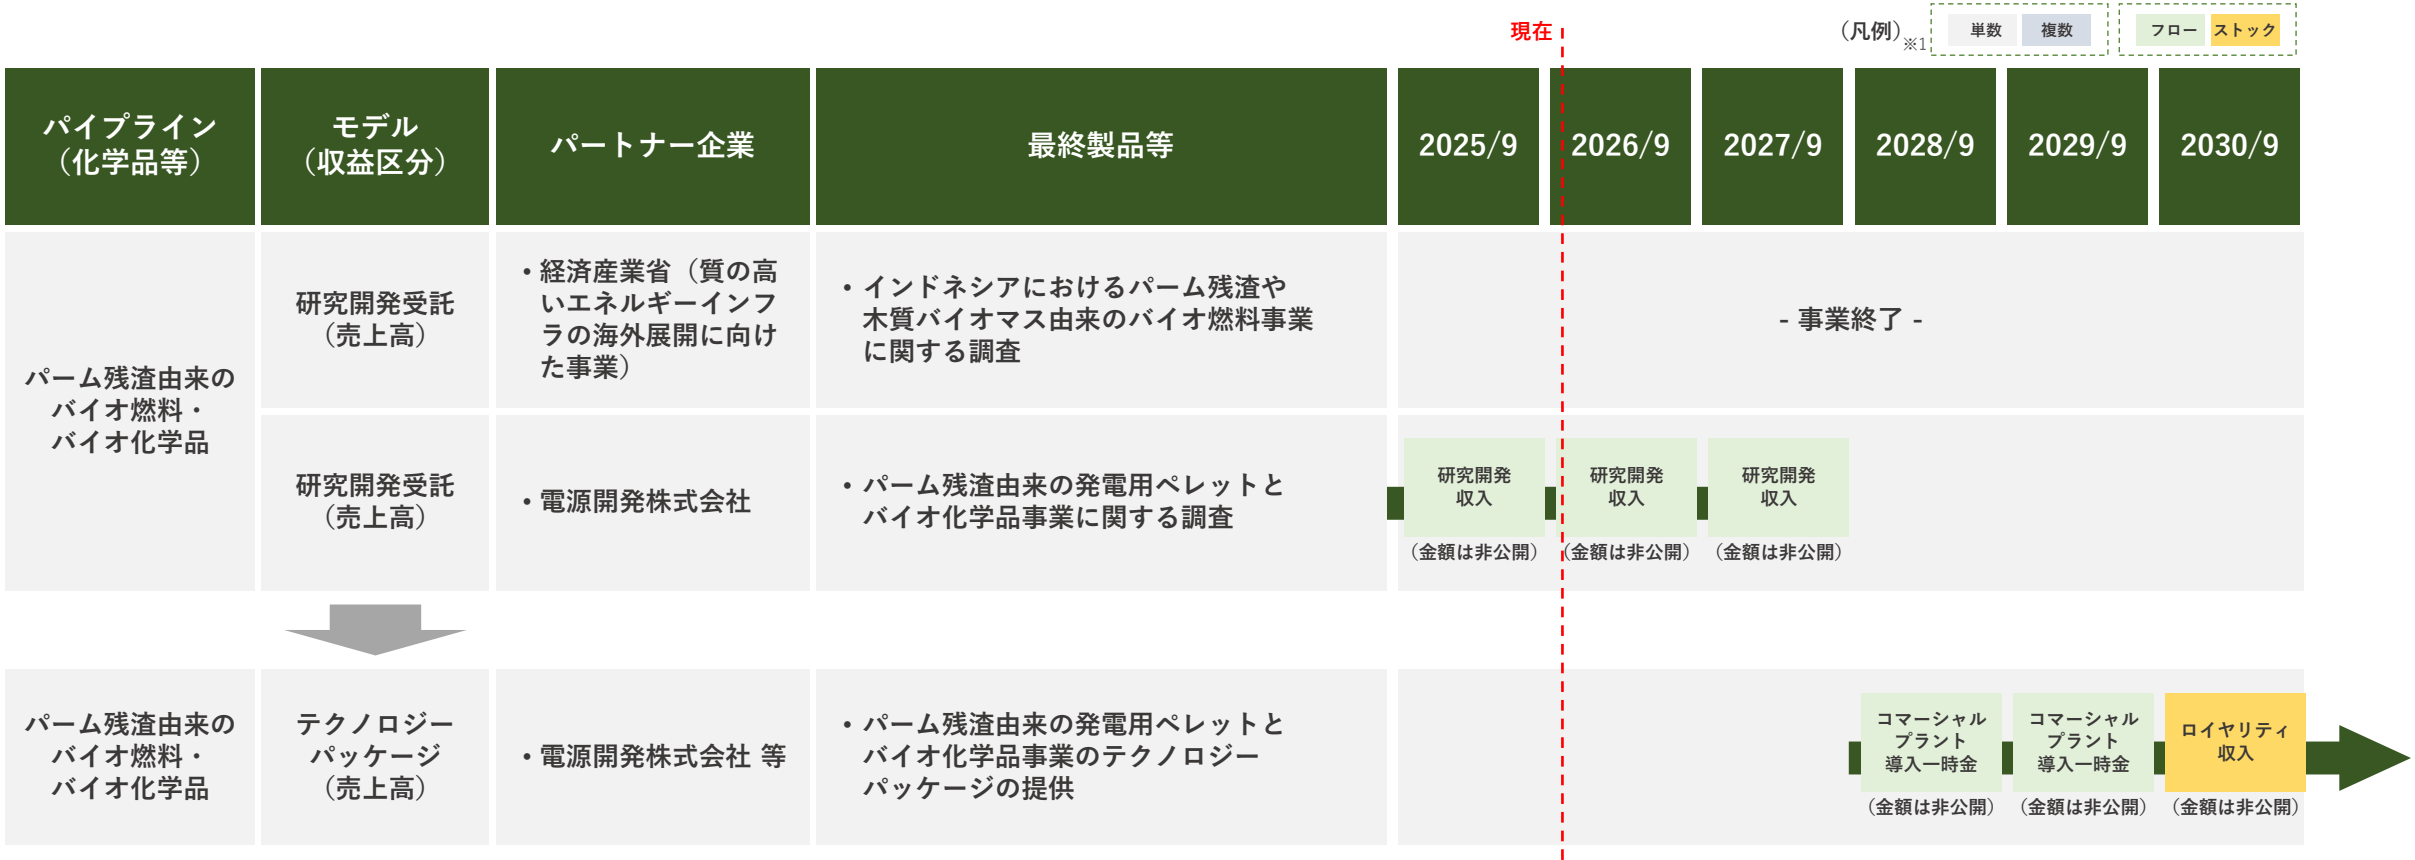 現在
（凡例）※1
単数
複数
フロー
ストック
パイプライン
（化学品等）
モデル
（収益区分）
パートナー企業
最終製品等
2025/9
2026/9
2027/9
2028/9
2029/9
2030/9
パーム残渣由来の
バイオ燃料・
バイオ化学品
研究開発受託
（売上高）
・経済産業省（質の高
いエネルギーインフ
ラの海外展開に向け
た事業）
・インドネシアにおけるパーム残渣や
木質バイオマス由来のバイオ燃料事業
に関する調査
- 事業終了 -
研究開発受託
（売上高）
・電源開発株式会社
・パーム残渣由来の発電用ペレットと
バイオ化学品事業に関する調査
研究開発
収入
（金額は非公開）
研究開発
収入
（金額は非公開）
研究開発
収入
（金額は非公開）
パーム残渣由来の
バイオ燃料・
バイオ化学品
テクノロジー
パッケージ
（売上高）
・電源開発株式会社 等
・パーム残渣由来の発電用ペレットと
バイオ化学品事業のテクノロジー
パッケージの提供
コマーシャル
プラント
導入一時金
（金額は非公開）
コマーシャル
プラント
導入一時金
（金額は非公開）
ロイヤリティ
収入
（金額は非公開）